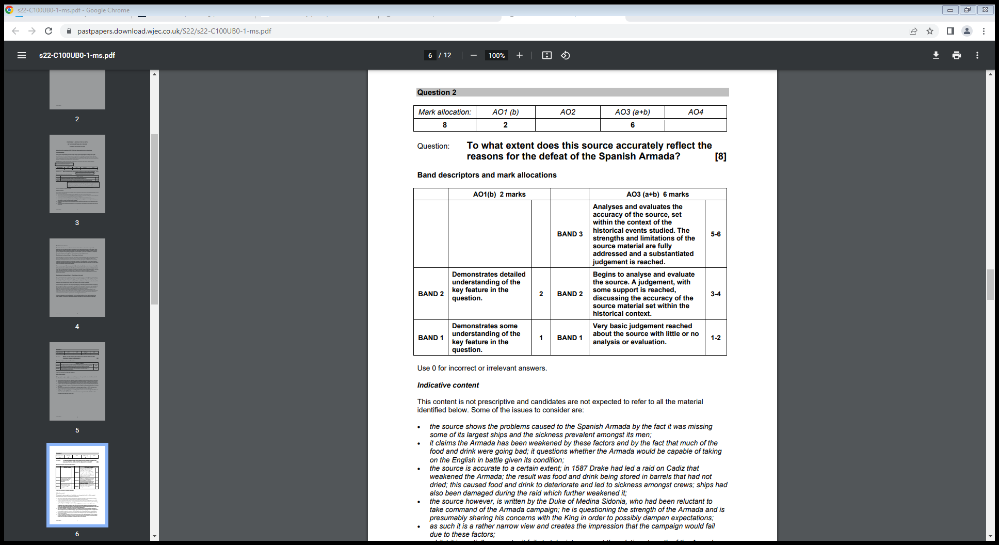 s22-C100UB0-1-ms.pdf - Google Chrome
pastpapers.download.wjec.co.uk/S22/s22-C100UB0-1-ms.pdf
s22-C100UB0-1-ms.pdf
6 / 12
100%
2
3
4
5
6
Question 2
Mark allocation: AO1 (b) AO2 AO3 (a+b) AO4
8 2 6
Question: To what extent does this source accurately reflect the
reasons for the defeat of the Spanish Armada? [8]
Band descriptors and mark allocations
AO1(b) 2 marks AO3 (a+b) 6 marks
BAND 3
Analyses and evaluates the
accuracy of the source, set
within the context of the
historical events studied. The
strengths and limitations of the
source material are fully
addressed and a substantiated
judgement is reached.
5-6
BAND 2
Demonstrates detailed
understanding of the
key feature in the
question.
2
BAND 2
Begins to analyse and evaluate
the source. A judgement, with
some support is reached,
discussing the accuracy of the
source material set within the
historical context.
3-4
BAND 1
Demonstrates some
understanding of the
key feature in the
question.
1
BAND 1
Very basic judgement reached
about the source with little or no
analysis or evaluation.
1-2
Use 0 for incorrect or irrelevant answers.
Indicative content
This content is not prescriptive and candidates are not expected to refer to all the material
identified below. Some of the issues to consider are:
• the source shows the problems caused to the Spanish Armada by the fact it was missing
some of its largest ships and the sickness prevalent amongst its men;
• it claims the Armada has been weakened by these factors and by the fact that much of the
food and drink were going bad; it questions whether the Armada would be capable of taking
on the English in battle given its condition;
• the source is accurate to a certain extent; in 1587 Drake had led a raid on Cadiz that
weakened the Armada; the result was food and drink being stored in barrels that had not
dried; this caused food and drink to deteriorate and led to sickness amongst crews; ships had
also been damaged during the raid which further weakened it;
• the source however, is written by the Duke of Medina Sidonia, who had been reluctant to
take command of the Armada campaign; he is questioning the strength of the Armada and is
presumably sharing his concerns with the King in order to possibly dampen expectations;
• as such it is a rather narrow view and creates the impression that the campaign would fail
due to these factors;